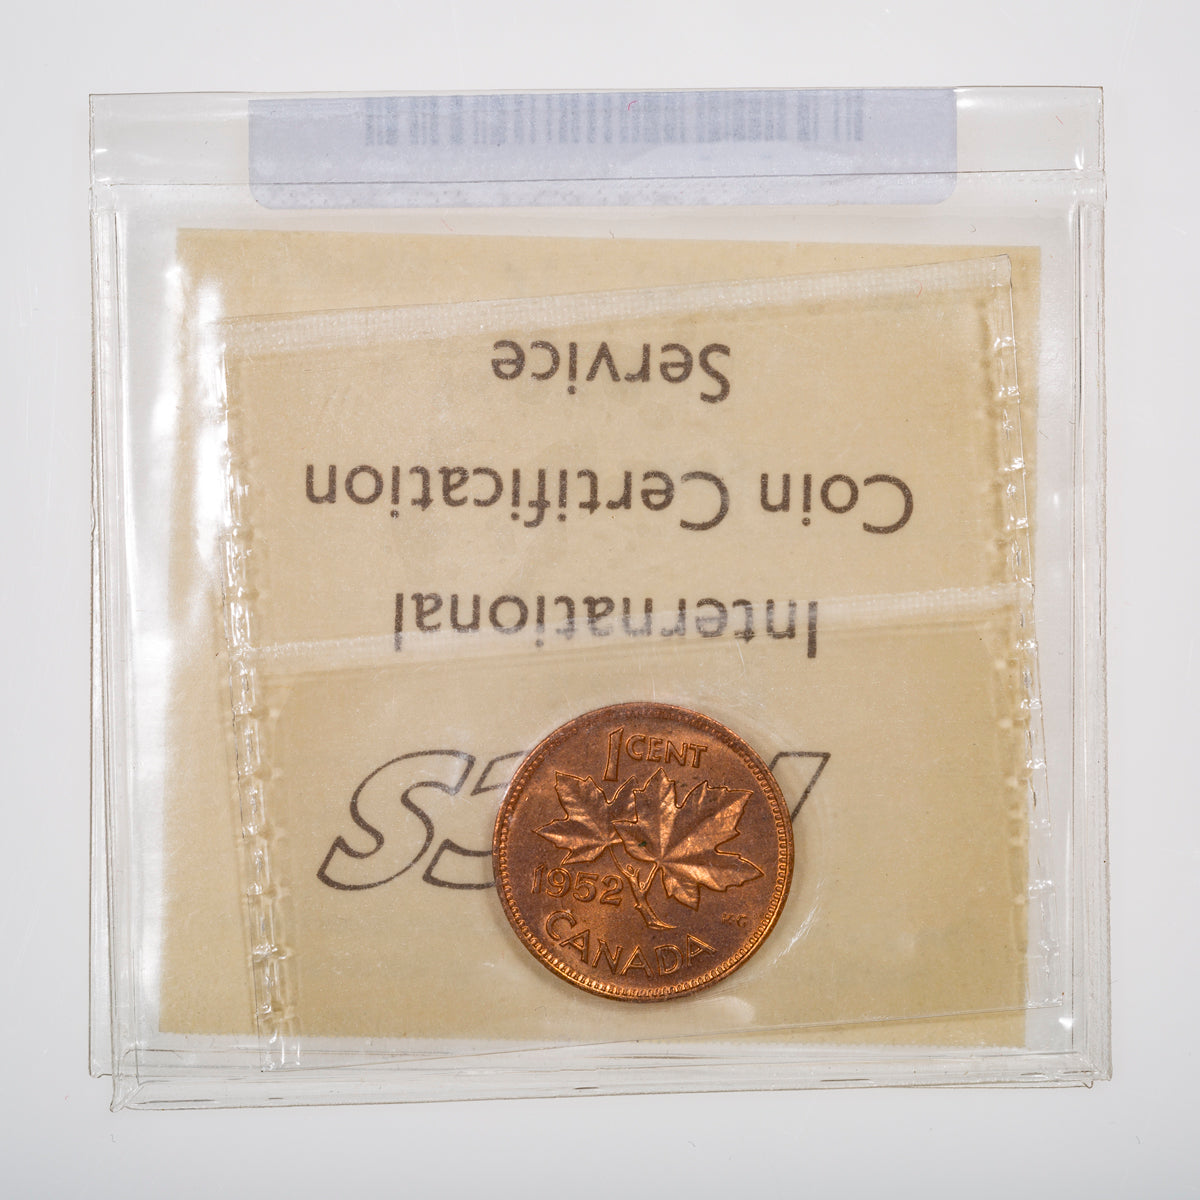 ICCS
International
Coin Certification
Service
1 CENT
1952
K·G
CANADA